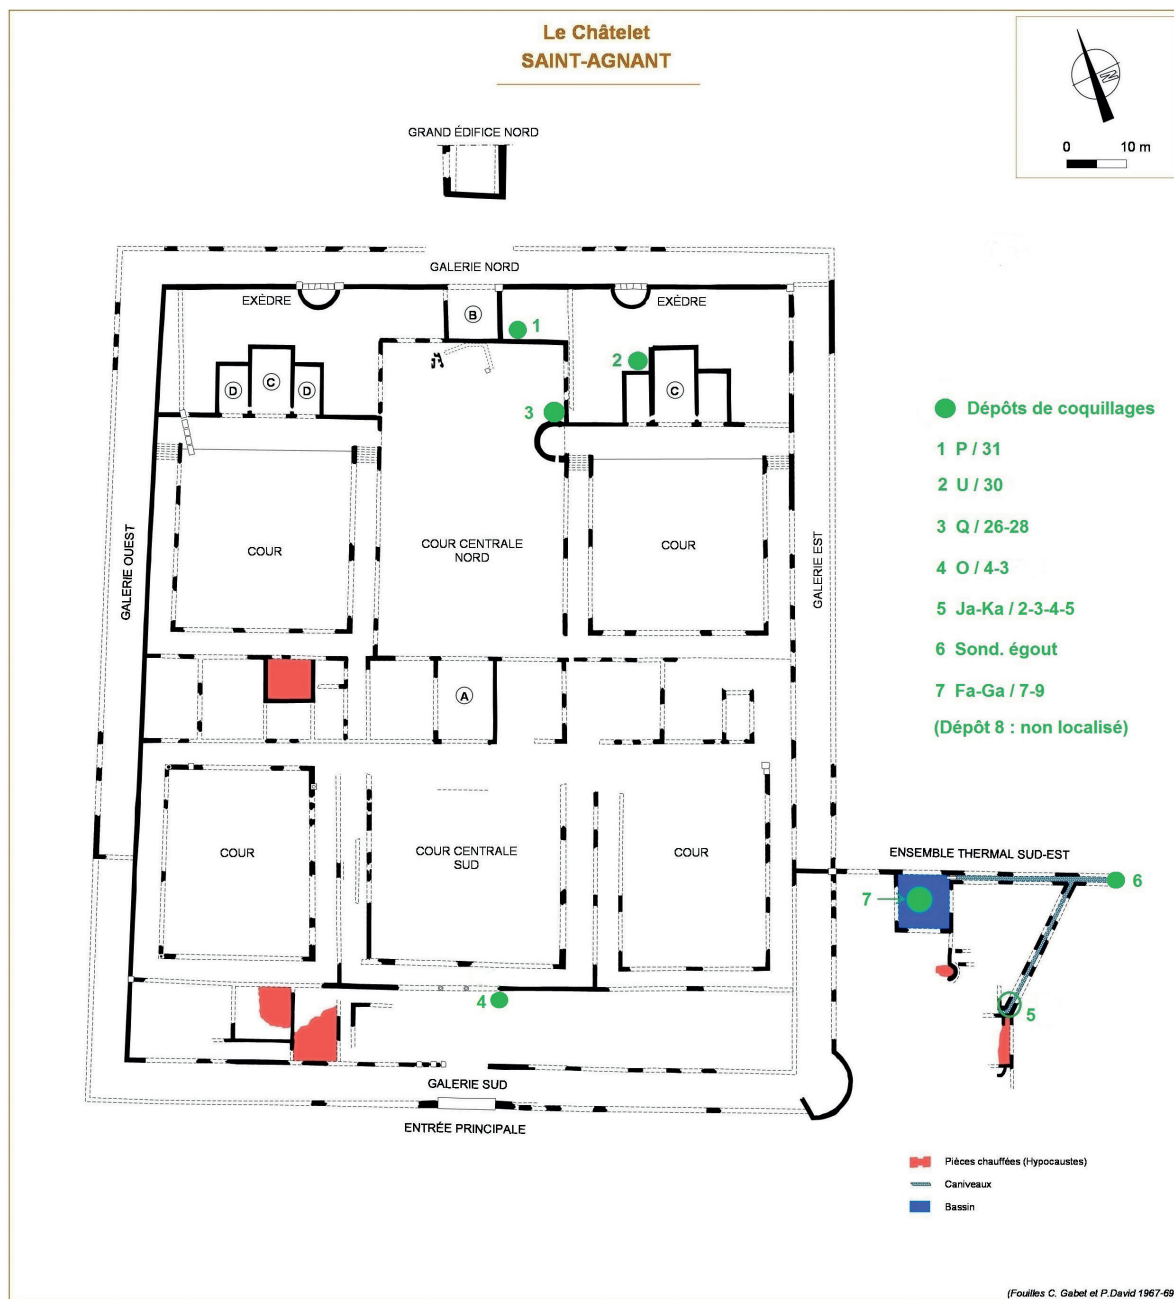 Le Châtelet
SAINT-AGNANT
N
0 10 m
GRAND ÉDIFICE NORD
GALERIE NORD
EXÈDRE
EXÈDRE
B
1
2
D
C
D
C
3
Dépôts de coquillages
1 P / 31
2 U / 30
3 Q / 26-28
4 O / 4-3
5 Ja-Ka / 2-3-4-5
6 Sond. égout
7 Fa-Ga / 7-9
(Dépôt 8 : non localisé)
GALERIE OUEST
COUR
COUR CENTRALE
NORD
COUR
GALERIE EST
A
COUR
COUR CENTRALE
SUD
COUR
ENSEMBLE THERMAL SUD-EST
6
7
4
5
GALERIE SUD
ENTRÉE PRINCIPALE
Pièces chauffées (Hypocaustes)
Caniveaux
Bassin
(Fouilles C. Gabet et P.David 1967-69